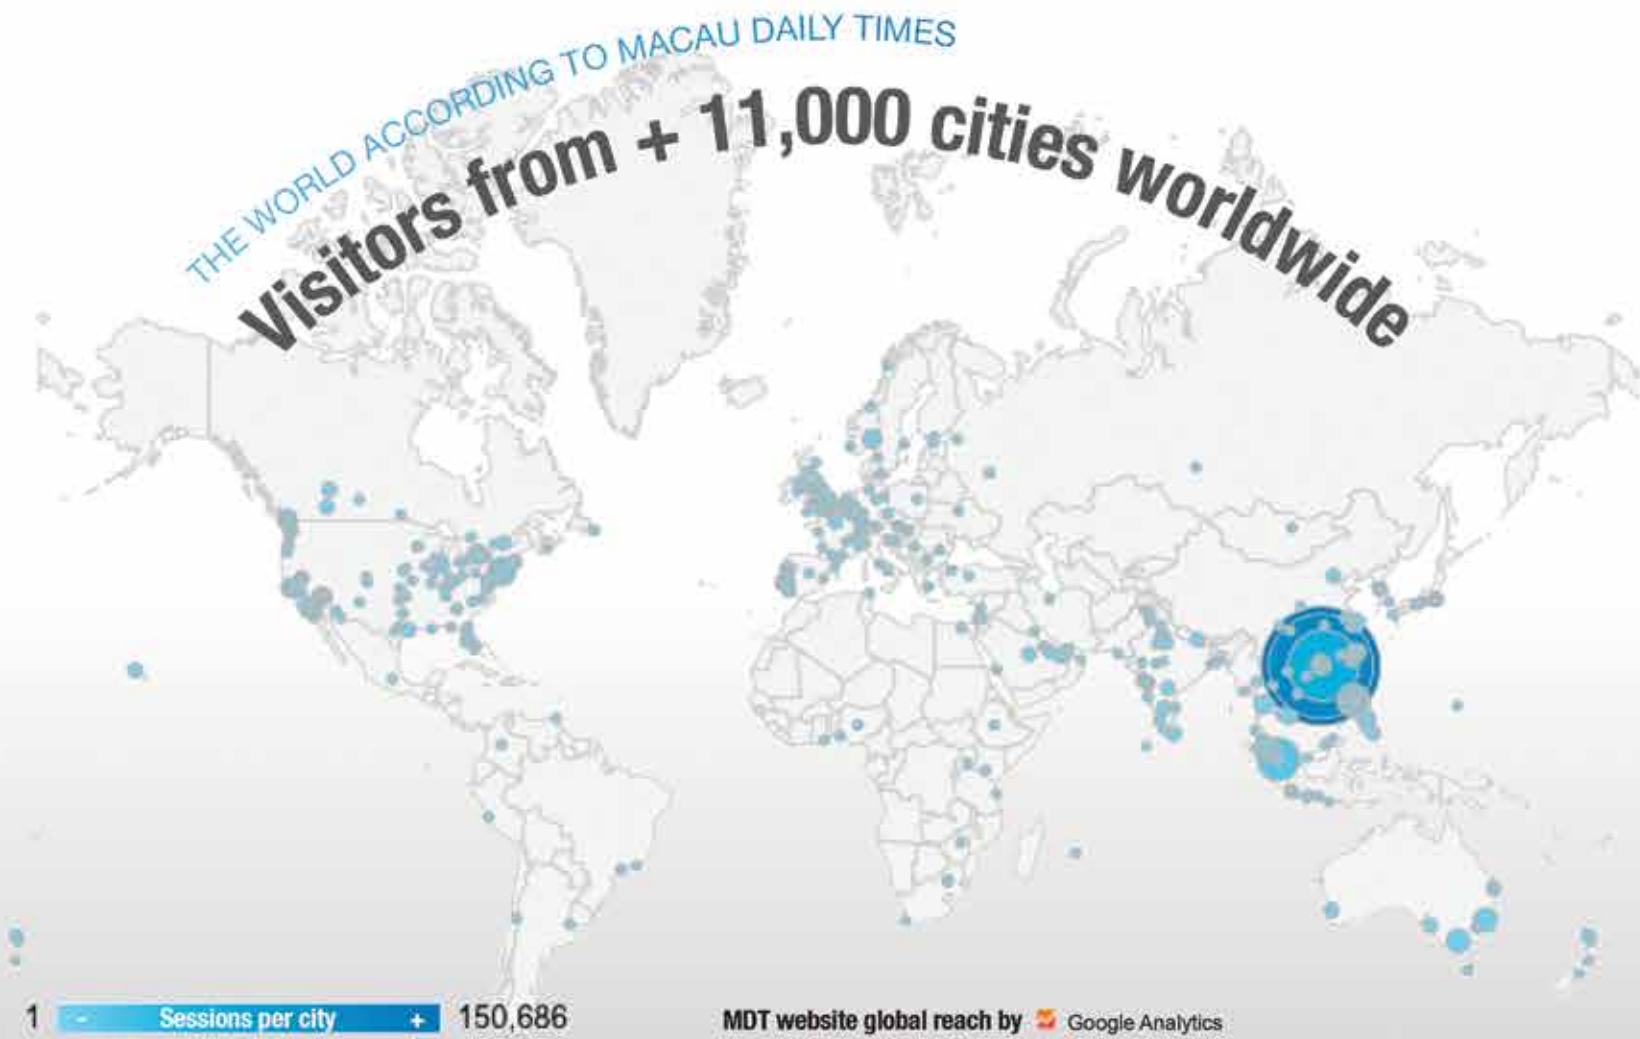 THE WORLD ACCORDING TO MACAU DAILY TIMES
Visitors from + 11,000 cities worldwide
1 - Sessions per city + 150,686
MDT website global reach by Google Analytics